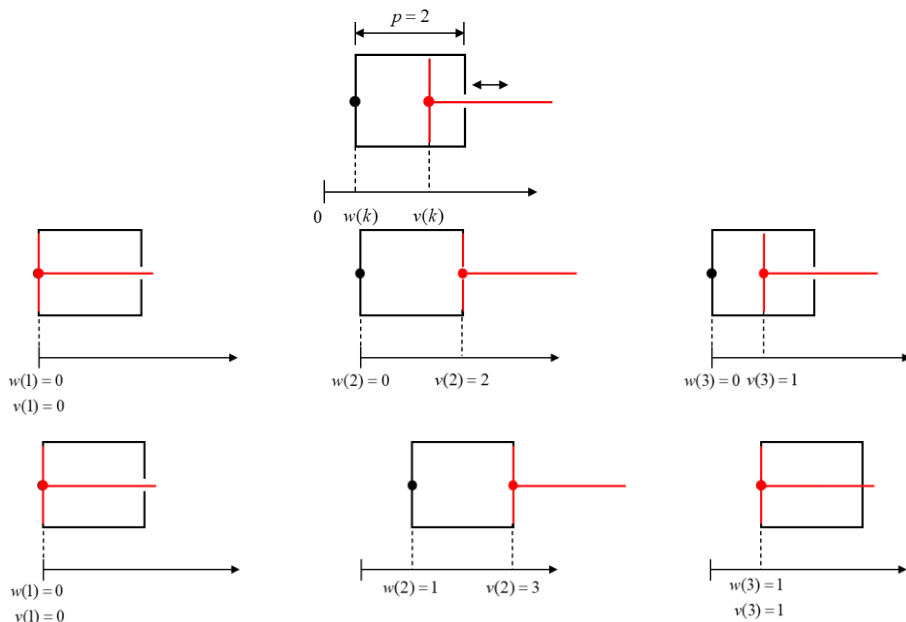 p = 2
0 w(k) v(k)
w(1) = 0
v(1) = 0
w(2) = 0 v(2) = 2
w(3) = 0 v(3) = 1
w(1) = 0
v(1) = 0
w(2) = 1 v(2) = 3
w(3) = 1
v(3) = 1